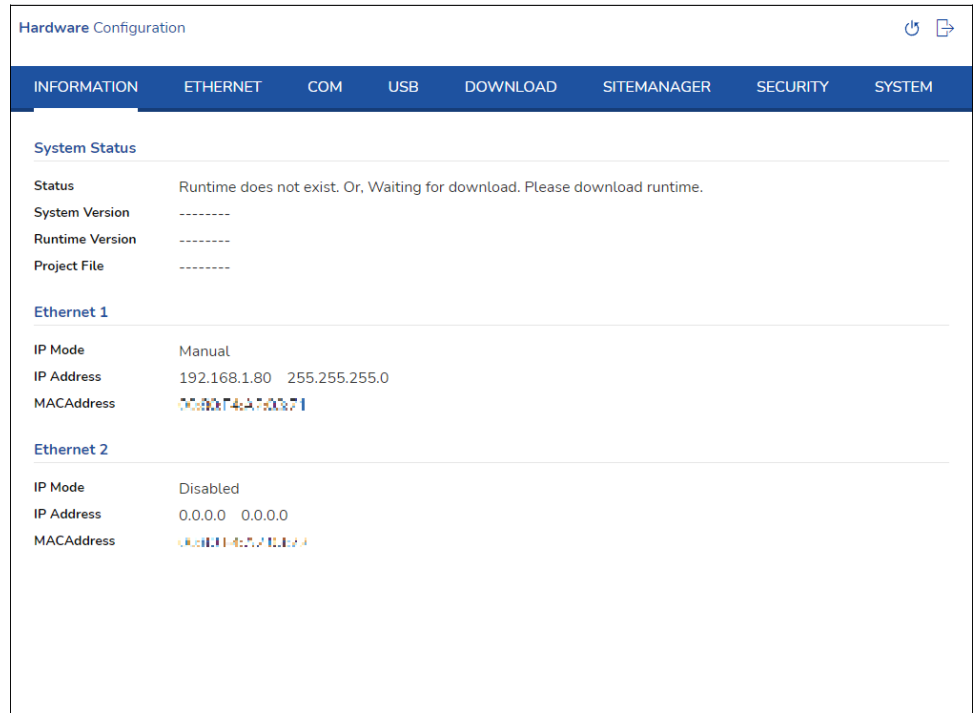 Hardware Configuration
INFORMATION ETHERNET COM USB DOWNLOAD SITEMANAGER SECURITY SYSTEM
System Status
Status Runtime does not exist. Or, Waiting for download. Please download runtime.
System Version --------
Runtime Version --------
Project File --------
Ethernet 1
IP Mode Manual
IP Address 192.168.1.80 255.255.255.0
MACAddress
Ethernet 2
IP Mode Disabled
IP Address 0.0.0.0 0.0.0.0
MACAddress